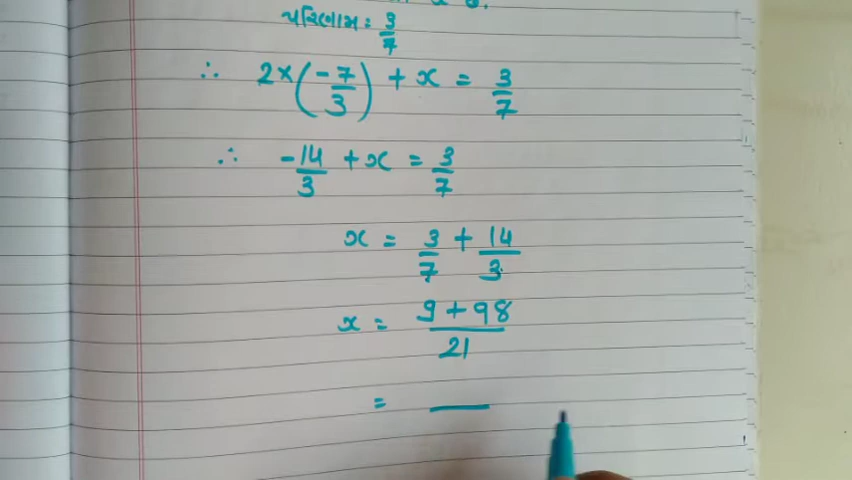 પરિણામ = 3/7
∴ 2×(-7/3) + x = 3/7
∴ -14/3 + x = 3/7
x = 3/7 + 14/3
x = 9 + 98 / 21
=